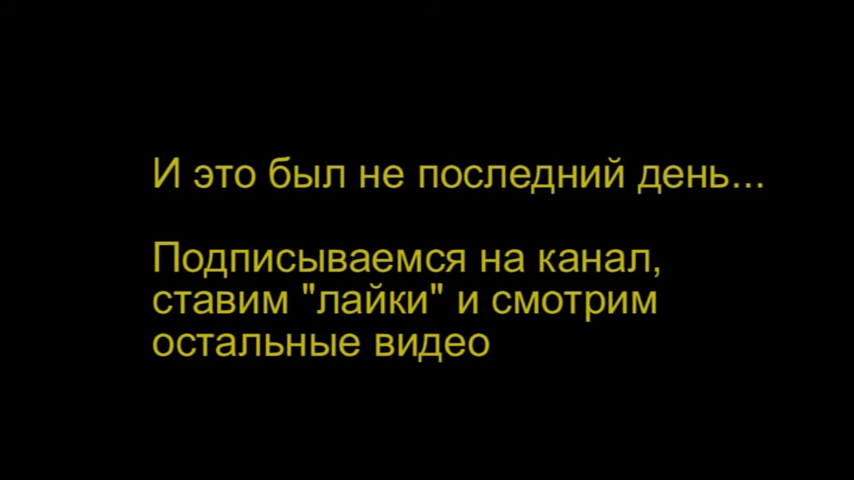 И это был не последний день...
Подписываемся на канал,
ставим "лайки" и смотрим
остальные видео